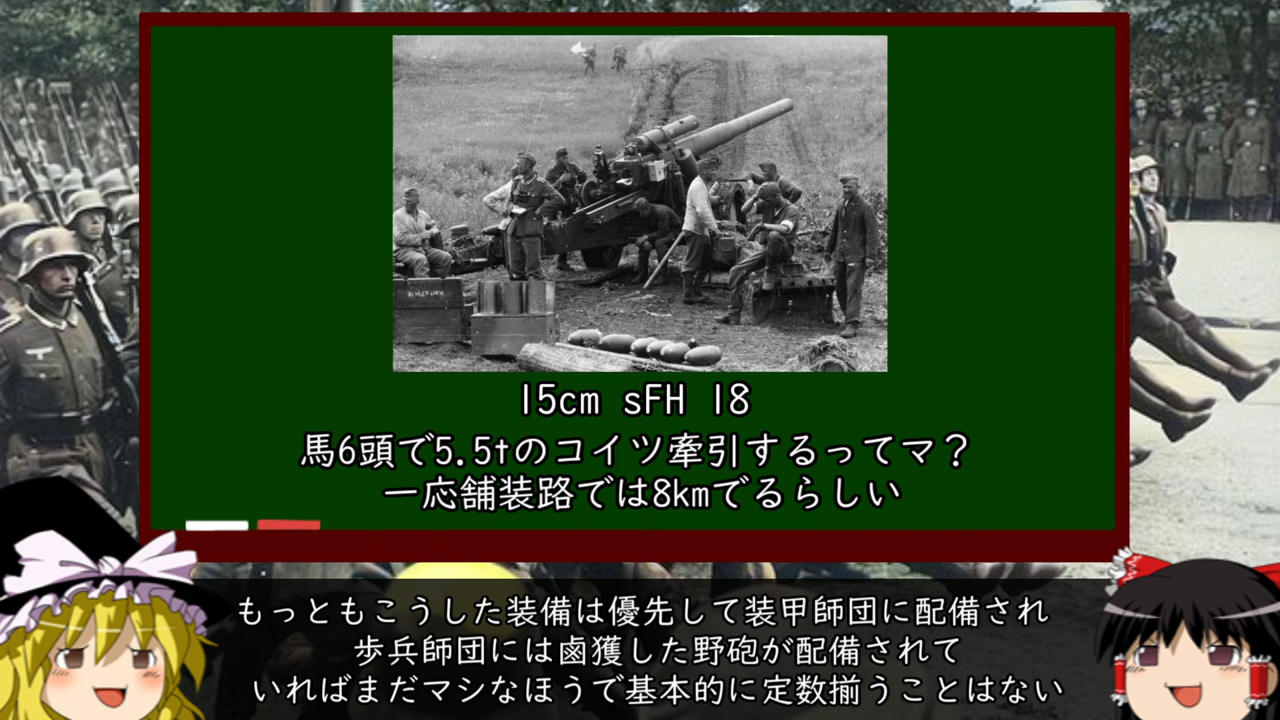 15cm sFH 18
馬6頭で5.5tのコイツ牽引するってマ？
一応舗装路では8kmでるらしい
もっともこうした装備は優先して装甲師団に配備され
歩兵師団には鹵獲した野砲が配備されて
いればまだマシなほうで基本的に定数揃うことはない